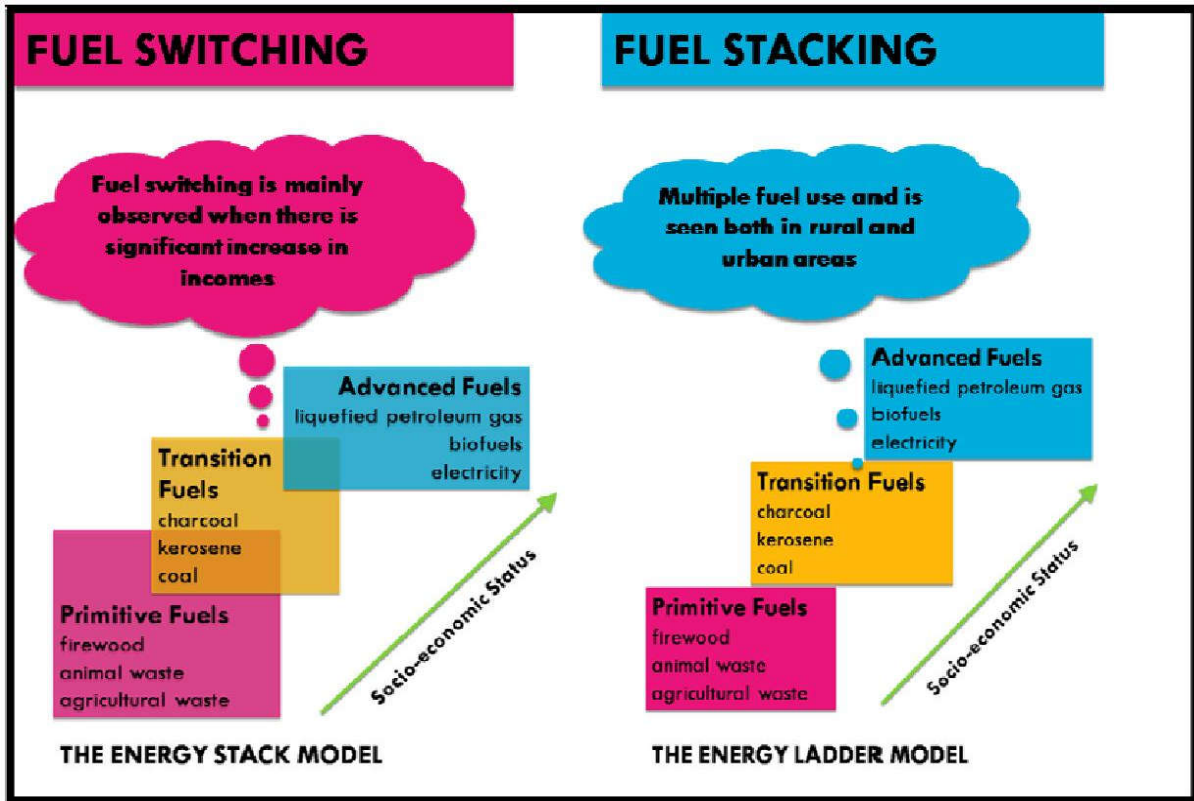 FUEL SWITCHING
Fuel switching is mainly
observed when there is
significant increase in
incomes
Advanced Fuels
liquefied petroleum gas
biofuels
electricity
Transition
Fuels
charcoal
kerosene
coal
Primitive Fuels
firewood
animal waste
agricultural waste
Socio-economic Status
THE ENERGY STACK MODEL
FUEL STACKING
Multiple fuel use and is
seen both in rural and
urban areas
Advanced Fuels
liquefied petroleum gas
biofuels
electricity
Transition Fuels
charcoal
kerosene
coal
Primitive Fuels
firewood
animal waste
agricultural waste
Socio-economic Status
THE ENERGY LADDER MODEL